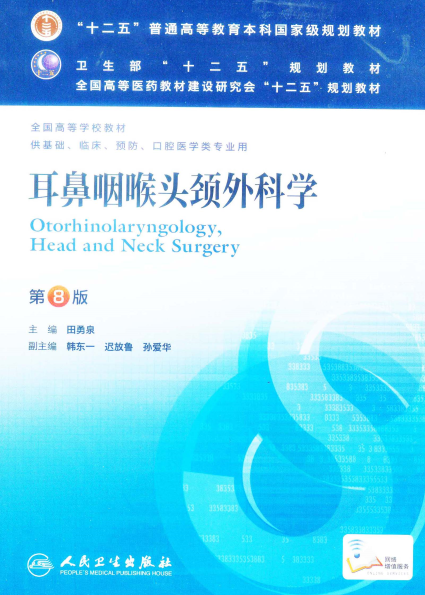 “十二五”普通高等教育本科国家级规划教材
卫生部“十二五”规划教材
全国高等医药教材建设研究会“十二五”规划教材
全国高等学校教材
供基础、临床、预防、口腔医学类专业用
耳鼻咽喉头颈外科学
Otorhinolaryngology,
Head and Neck Surgery
第8版
主编 田勇泉
副主编 韩东一 迟放鲁 孙爱华
人民卫生出版社
PEOPLE'S MEDICAL PUBLISHING HOUSE
网络
增值服务